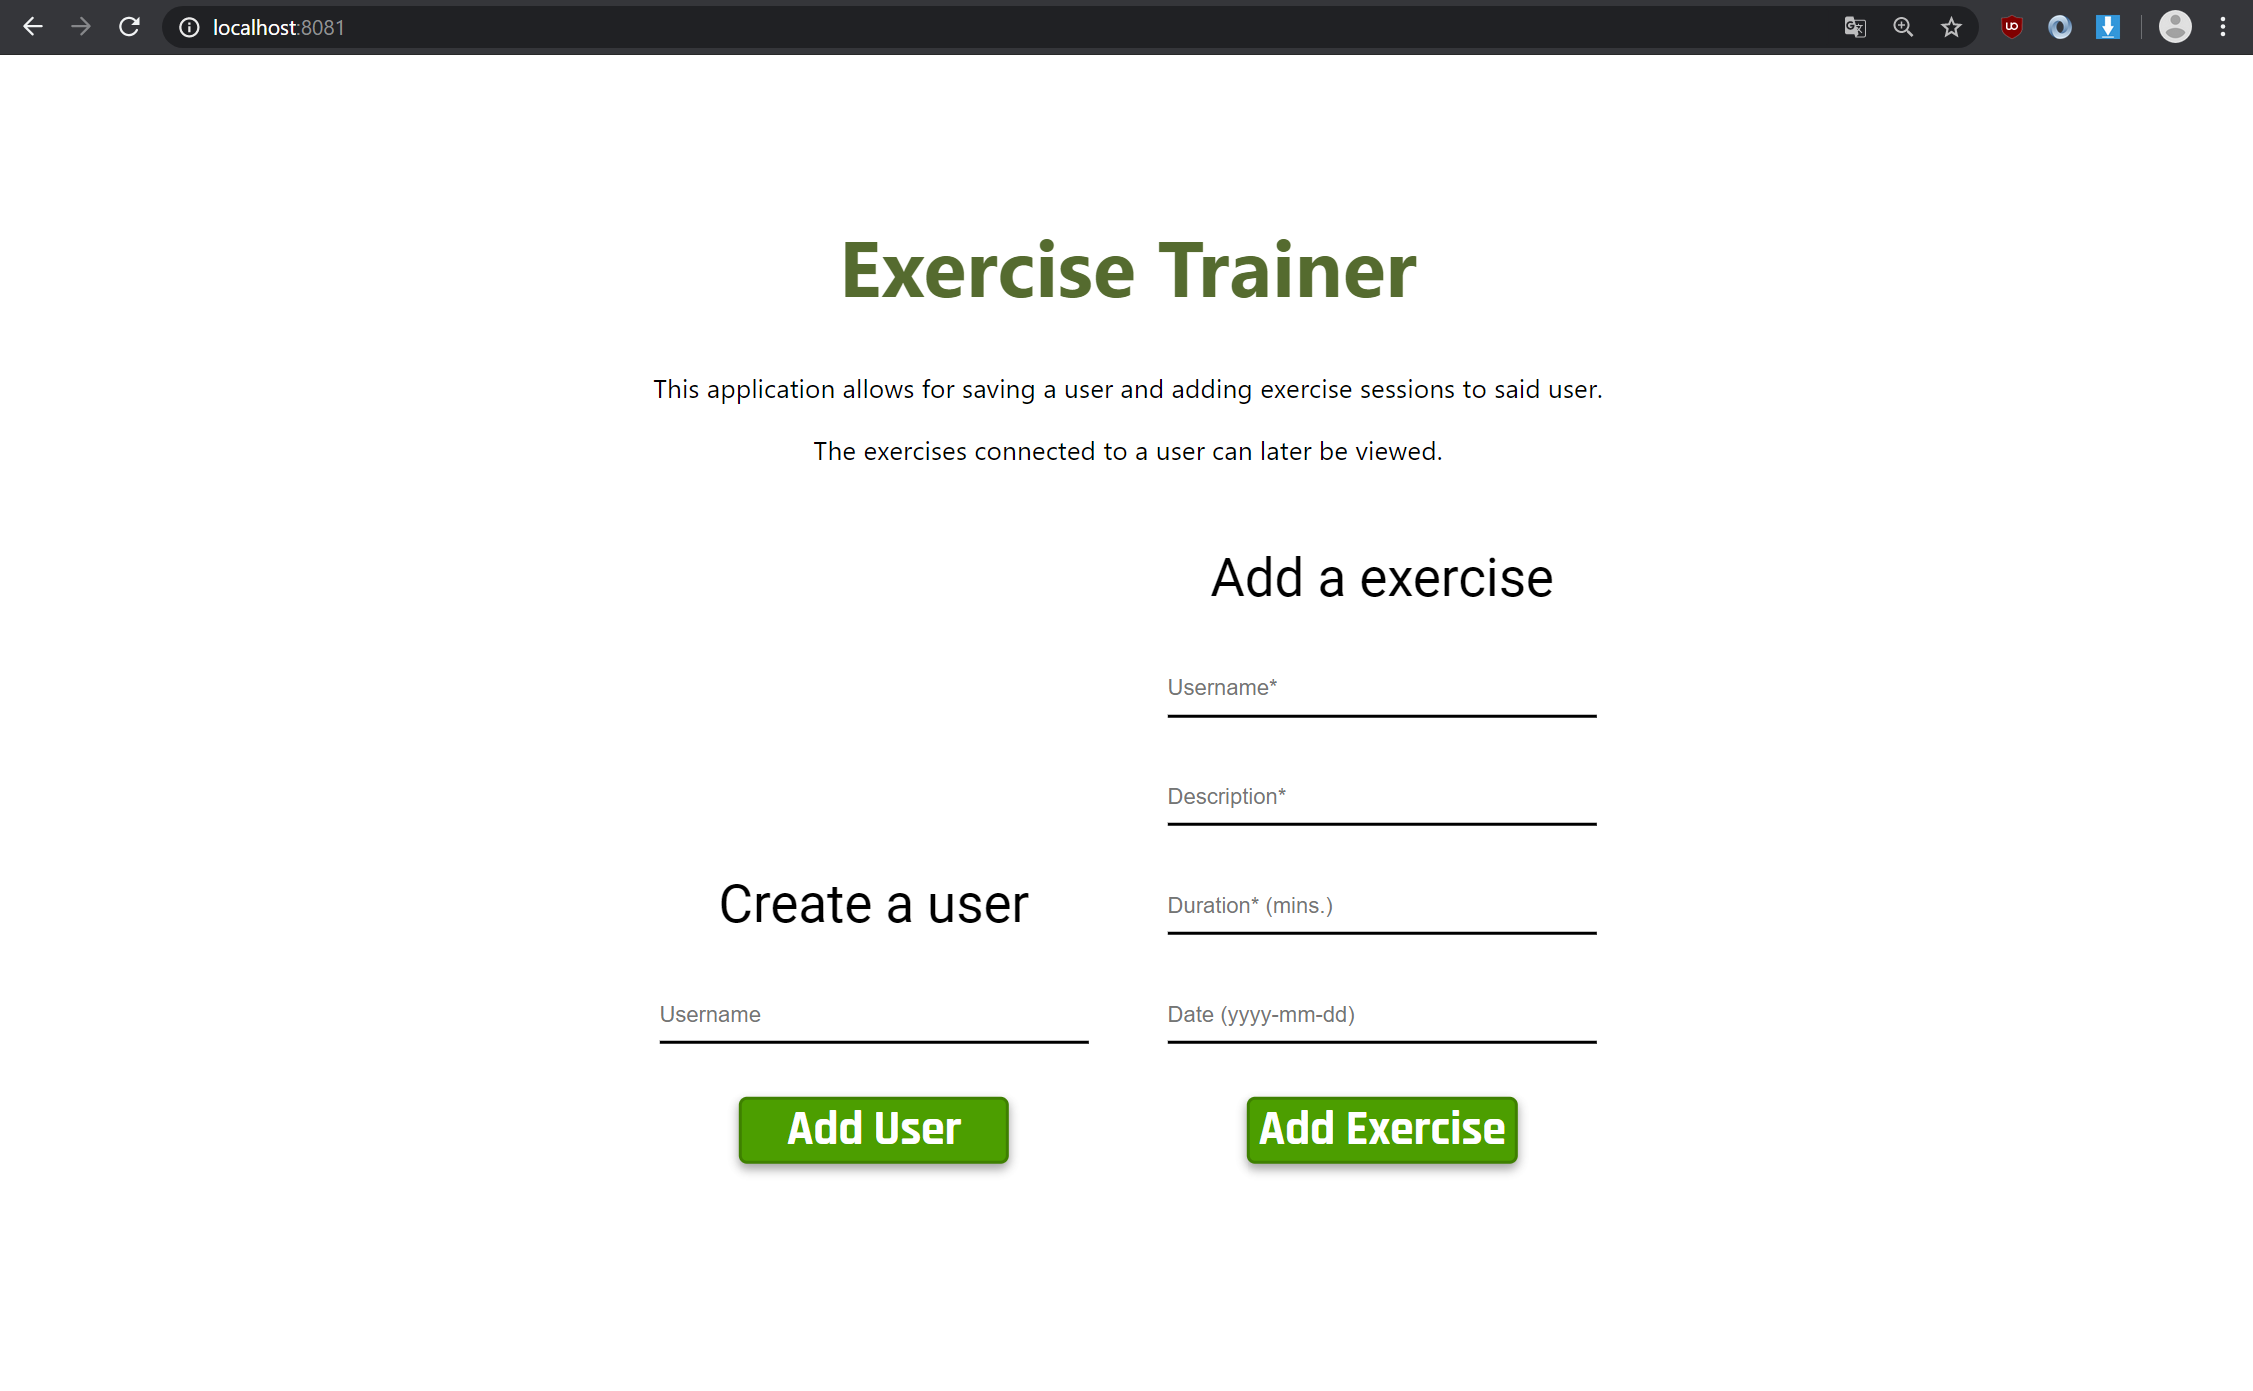 localhost:8081
Exercise Trainer
This application allows for saving a user and adding exercise sessions to said user.
The exercises connected to a user can later be viewed.
Create a user
Username
Add User
Add a exercise
Username*
Description*
Duration* (mins.)
Date (yyyy-mm-dd)
Add Exercise